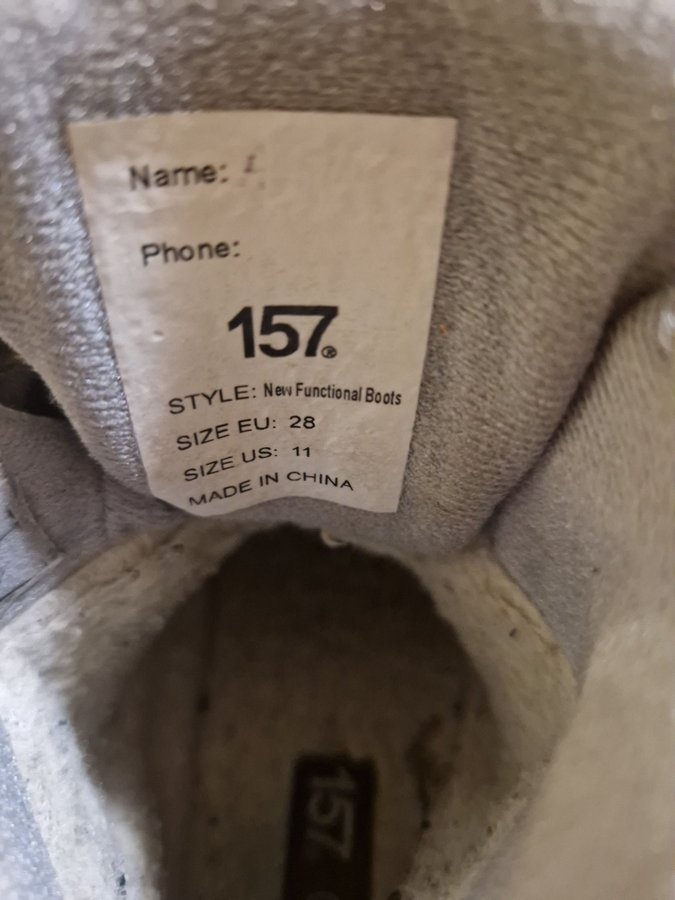 Name:
Phone:
157®
STYLE: New Functional Boots
SIZE EU: 28
SIZE US: 11
MADE IN CHINA
157